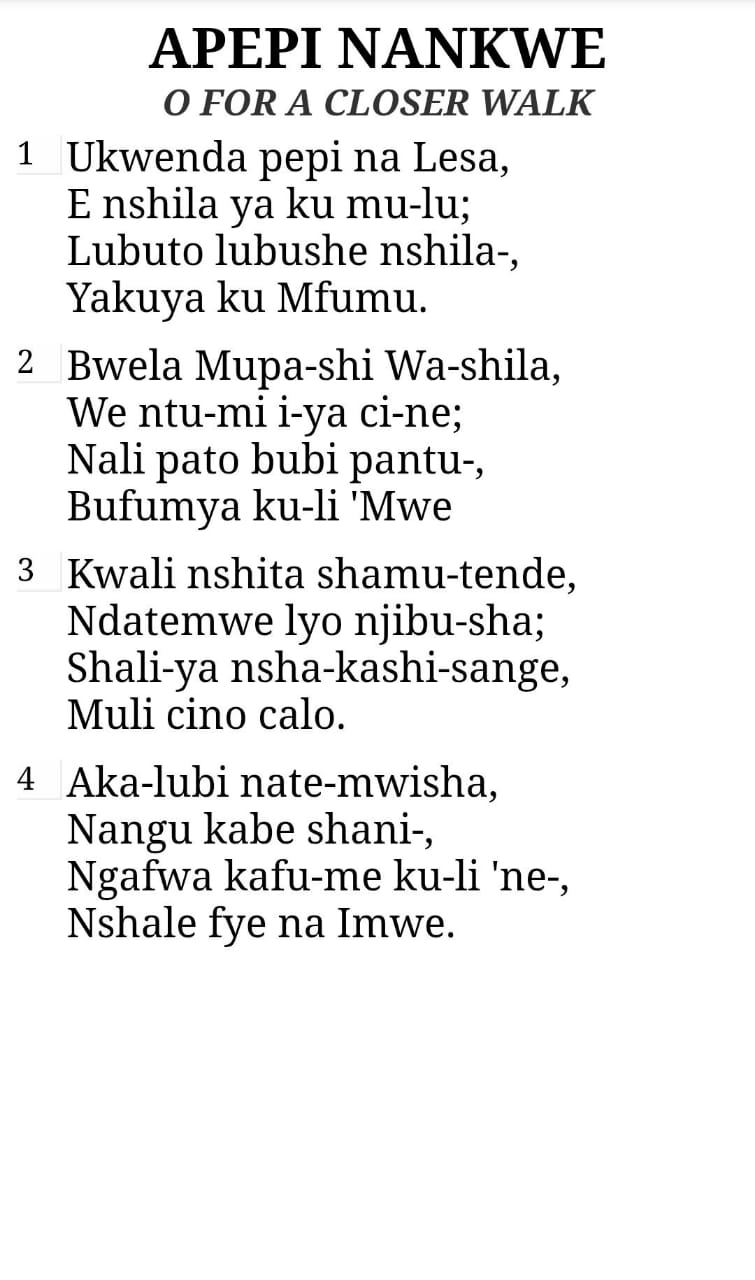 APEPI NANKWE
O FOR A CLOSER WALK
1 Ukwenda pepi na Lesa,
E nshila ya ku mu-lu;
Lubuto lubushe nshila-,
Yakuya ku Mfumu.
2 Bwela Mupa-shi Wa-shila,
We ntu-mi i-ya ci-ne;
Nali pato bubi pantu-,
Bufumya ku-li 'Mwe
3 Kwali nshita shamu-tende,
Ndatemwe lyo njibu-sha;
Shali-ya nsha-kashi-sange,
Muli cino calo.
4 Aka-lubi nate-mwisha,
Nangu kabe shani-,
Ngafwa kafu-me ku-li 'ne-,
Nshale fye na Imwe.